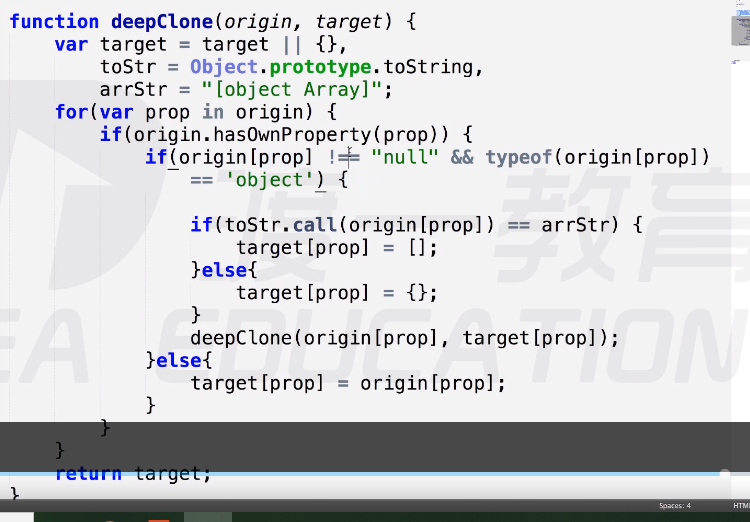 function deepClone(origin, target) {
    var target = target || {},
        toStr = Object.prototype.toString,
        arrStr = "[object Array]";
    for(var prop in origin) {
        if(origin.hasOwnProperty(prop)) {
            if(origin[prop] !== "null" && typeof(origin[prop])
                == 'object') {
                if(toStr.call(origin[prop]) == arrStr) {
                    target[prop] = [];
                }else{
                    target[prop] = {};
                }
                deepClone(origin[prop], target[prop]);
            }else{
                target[prop] = origin[prop];
            }
        }
    }
    return target;
}
教育
EA EDUCATION
Spaces: 4 HTM